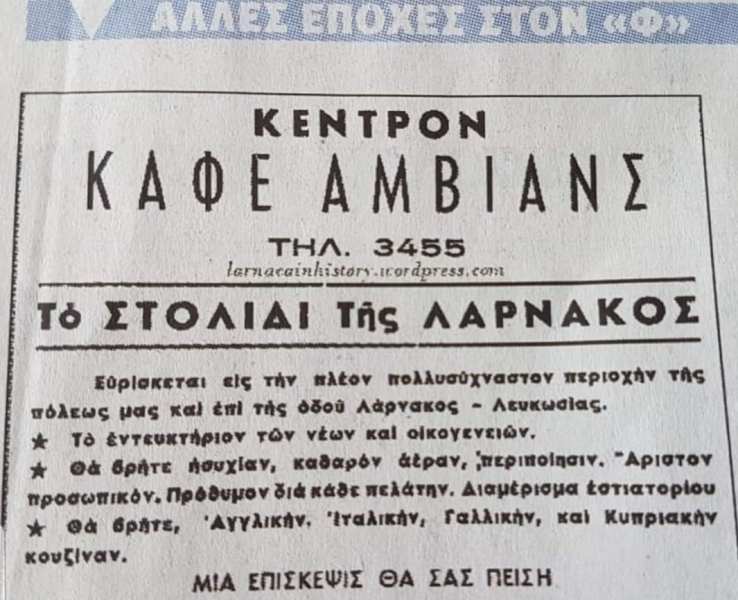 ΑΛΛΕΣ ΕΠΟΧΕΣ ΣΤΟΝ «Φ»
ΚΕΝΤΡΟΝ
ΚΑΦΕ ΑΜΒΙΑΝΣ
ΤΗΛ. 3455
larnacainhistory.wordpress.com
Τὸ ΣΤΟΛΙΔΙ Τῆς ΛΑΡΝΑΚΟΣ
Εὑρίσκεται εἰς τὴν πλέον πολλυσύχναστον περιοχὴν τῆς
πόλεως μας καὶ ἐπὶ τῆς ὁδοῦ Λάρνακος - Λευκωσίας.
★ Τὸ ἐντευκτήριον τῶν νέων καὶ οἰκογενειῶν.
★ Θὰ βρῆτε ἡσυχίαν, καθαρὸν ἀέραν, περιποίησιν. Ἄριστον
προσωπικόν. Πρόθυμον διὰ κάθε πελάτην. Διαμέρισμα ἑστιατορίου
★ Θὰ βρῆτε, Ἀγγλικὴν, Ἰταλικὴν, Γαλλικὴν, καὶ Κυπριακὴν
κουζίναν.
ΜΙΑ ΕΠΙΣΚΕΨΙΣ ΘΑ ΣΑΣ ΠΕΙΣΗ